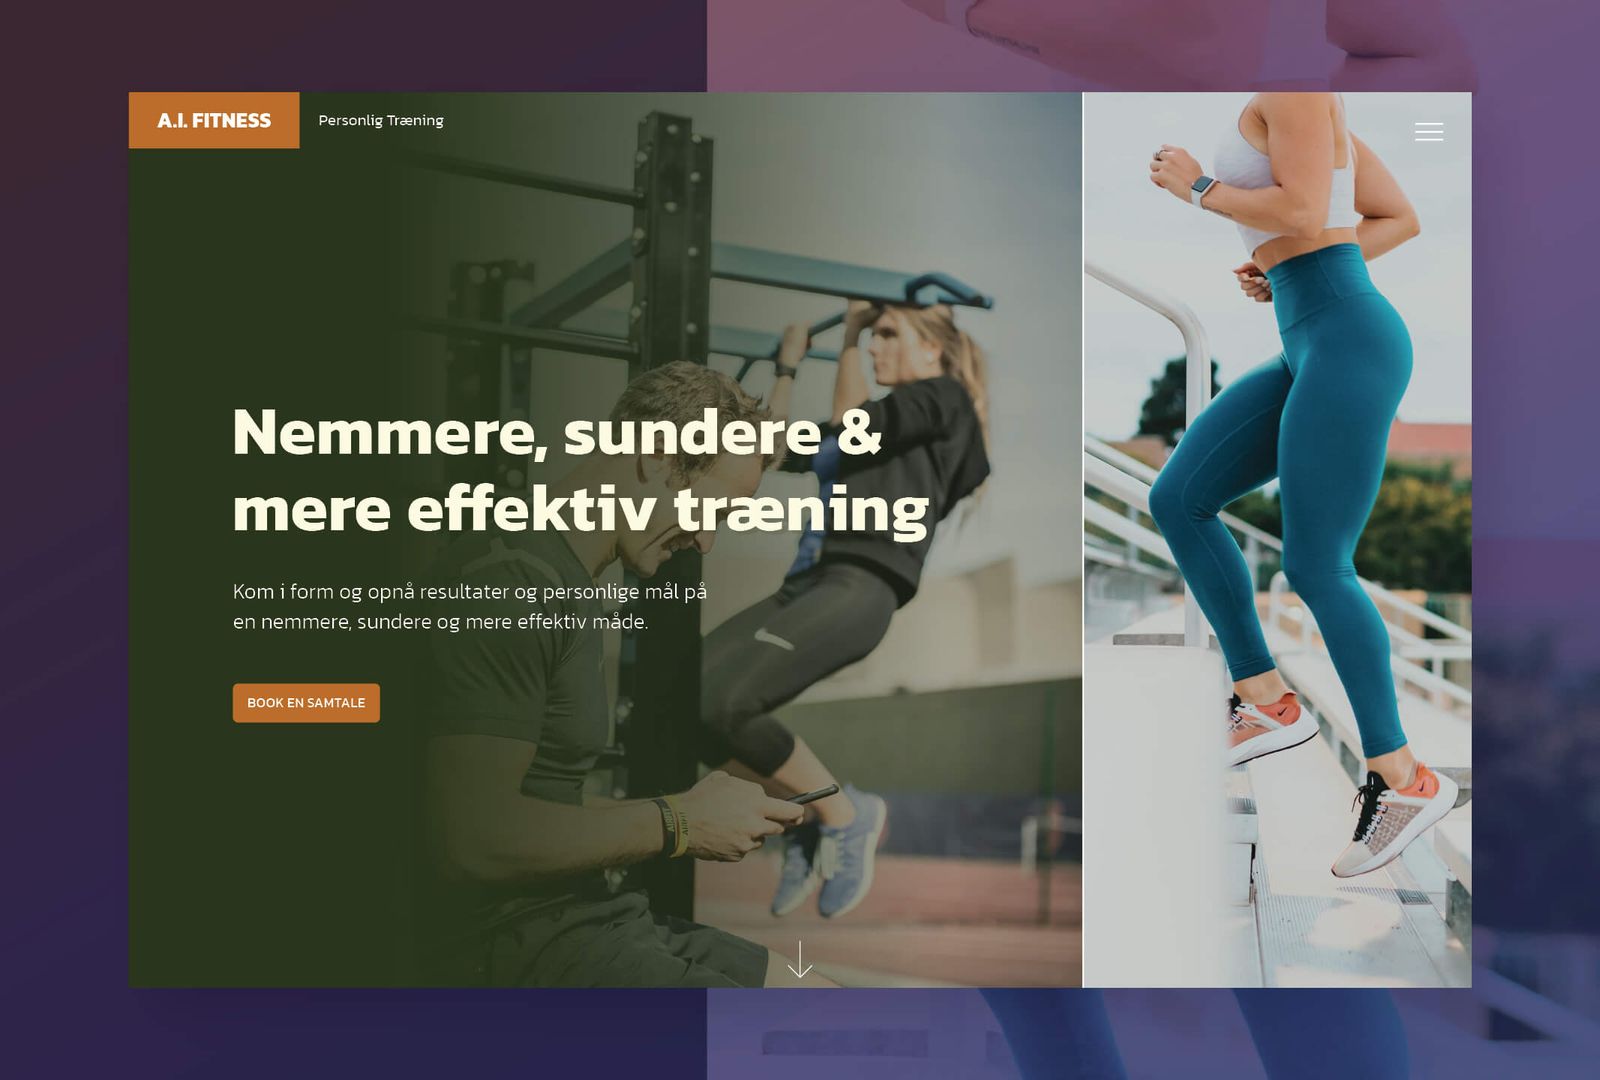 A.I. FITNESS
Personlig Træning
Nemmere, sundere &
mere effektiv træning
Kom i form og opnå resultater og personlige mål på
en nemmere, sundere og mere effektiv måde.
BOOK EN SAMTALE